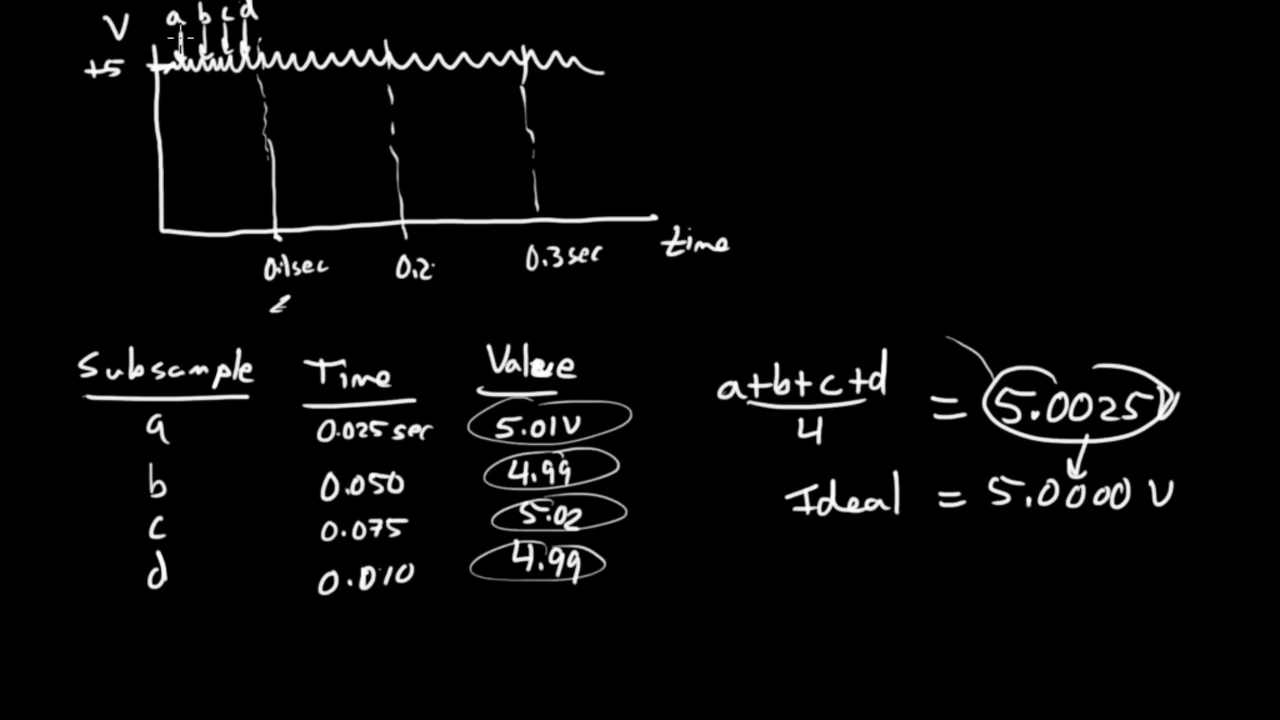 a b c d
V
+5
0.1sec 0.2 0.3sec time
Subsample Time Value
a 0.025 sec 5.01V
b 0.050 4.99
c 0.075 5.02
d 0.010 4.99
a+b+c+d
4
= 5.0025V
Ideal = 5.0000 V